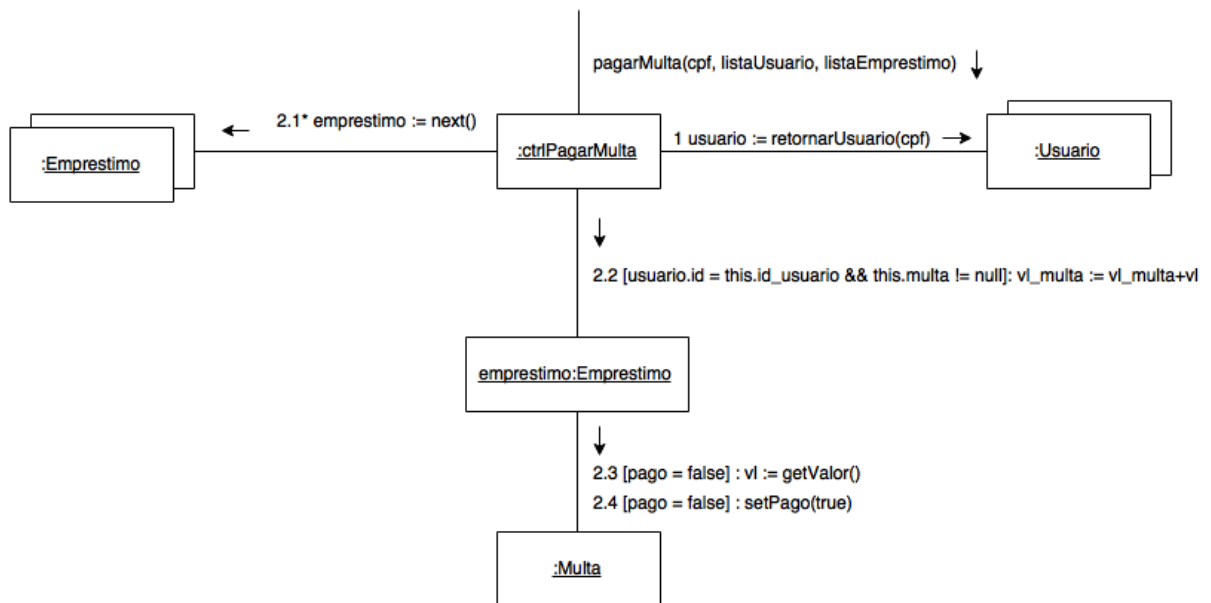 pagarMulta(cpf, listaUsuario, listaEmprestimo)
2.1* emprestimo := next()
:Emprestimo
:ctrlPagarMulta
1 usuario := retornarUsuario(cpf)
:Usuario
2.2 [usuario.id = this.id_usuario && this.multa != null]: vl_multa := vl_multa+vl
emprestimo:Emprestimo
2.3 [pago = false] : vl := getValor()
2.4 [pago = false] : setPago(true)
:Multa